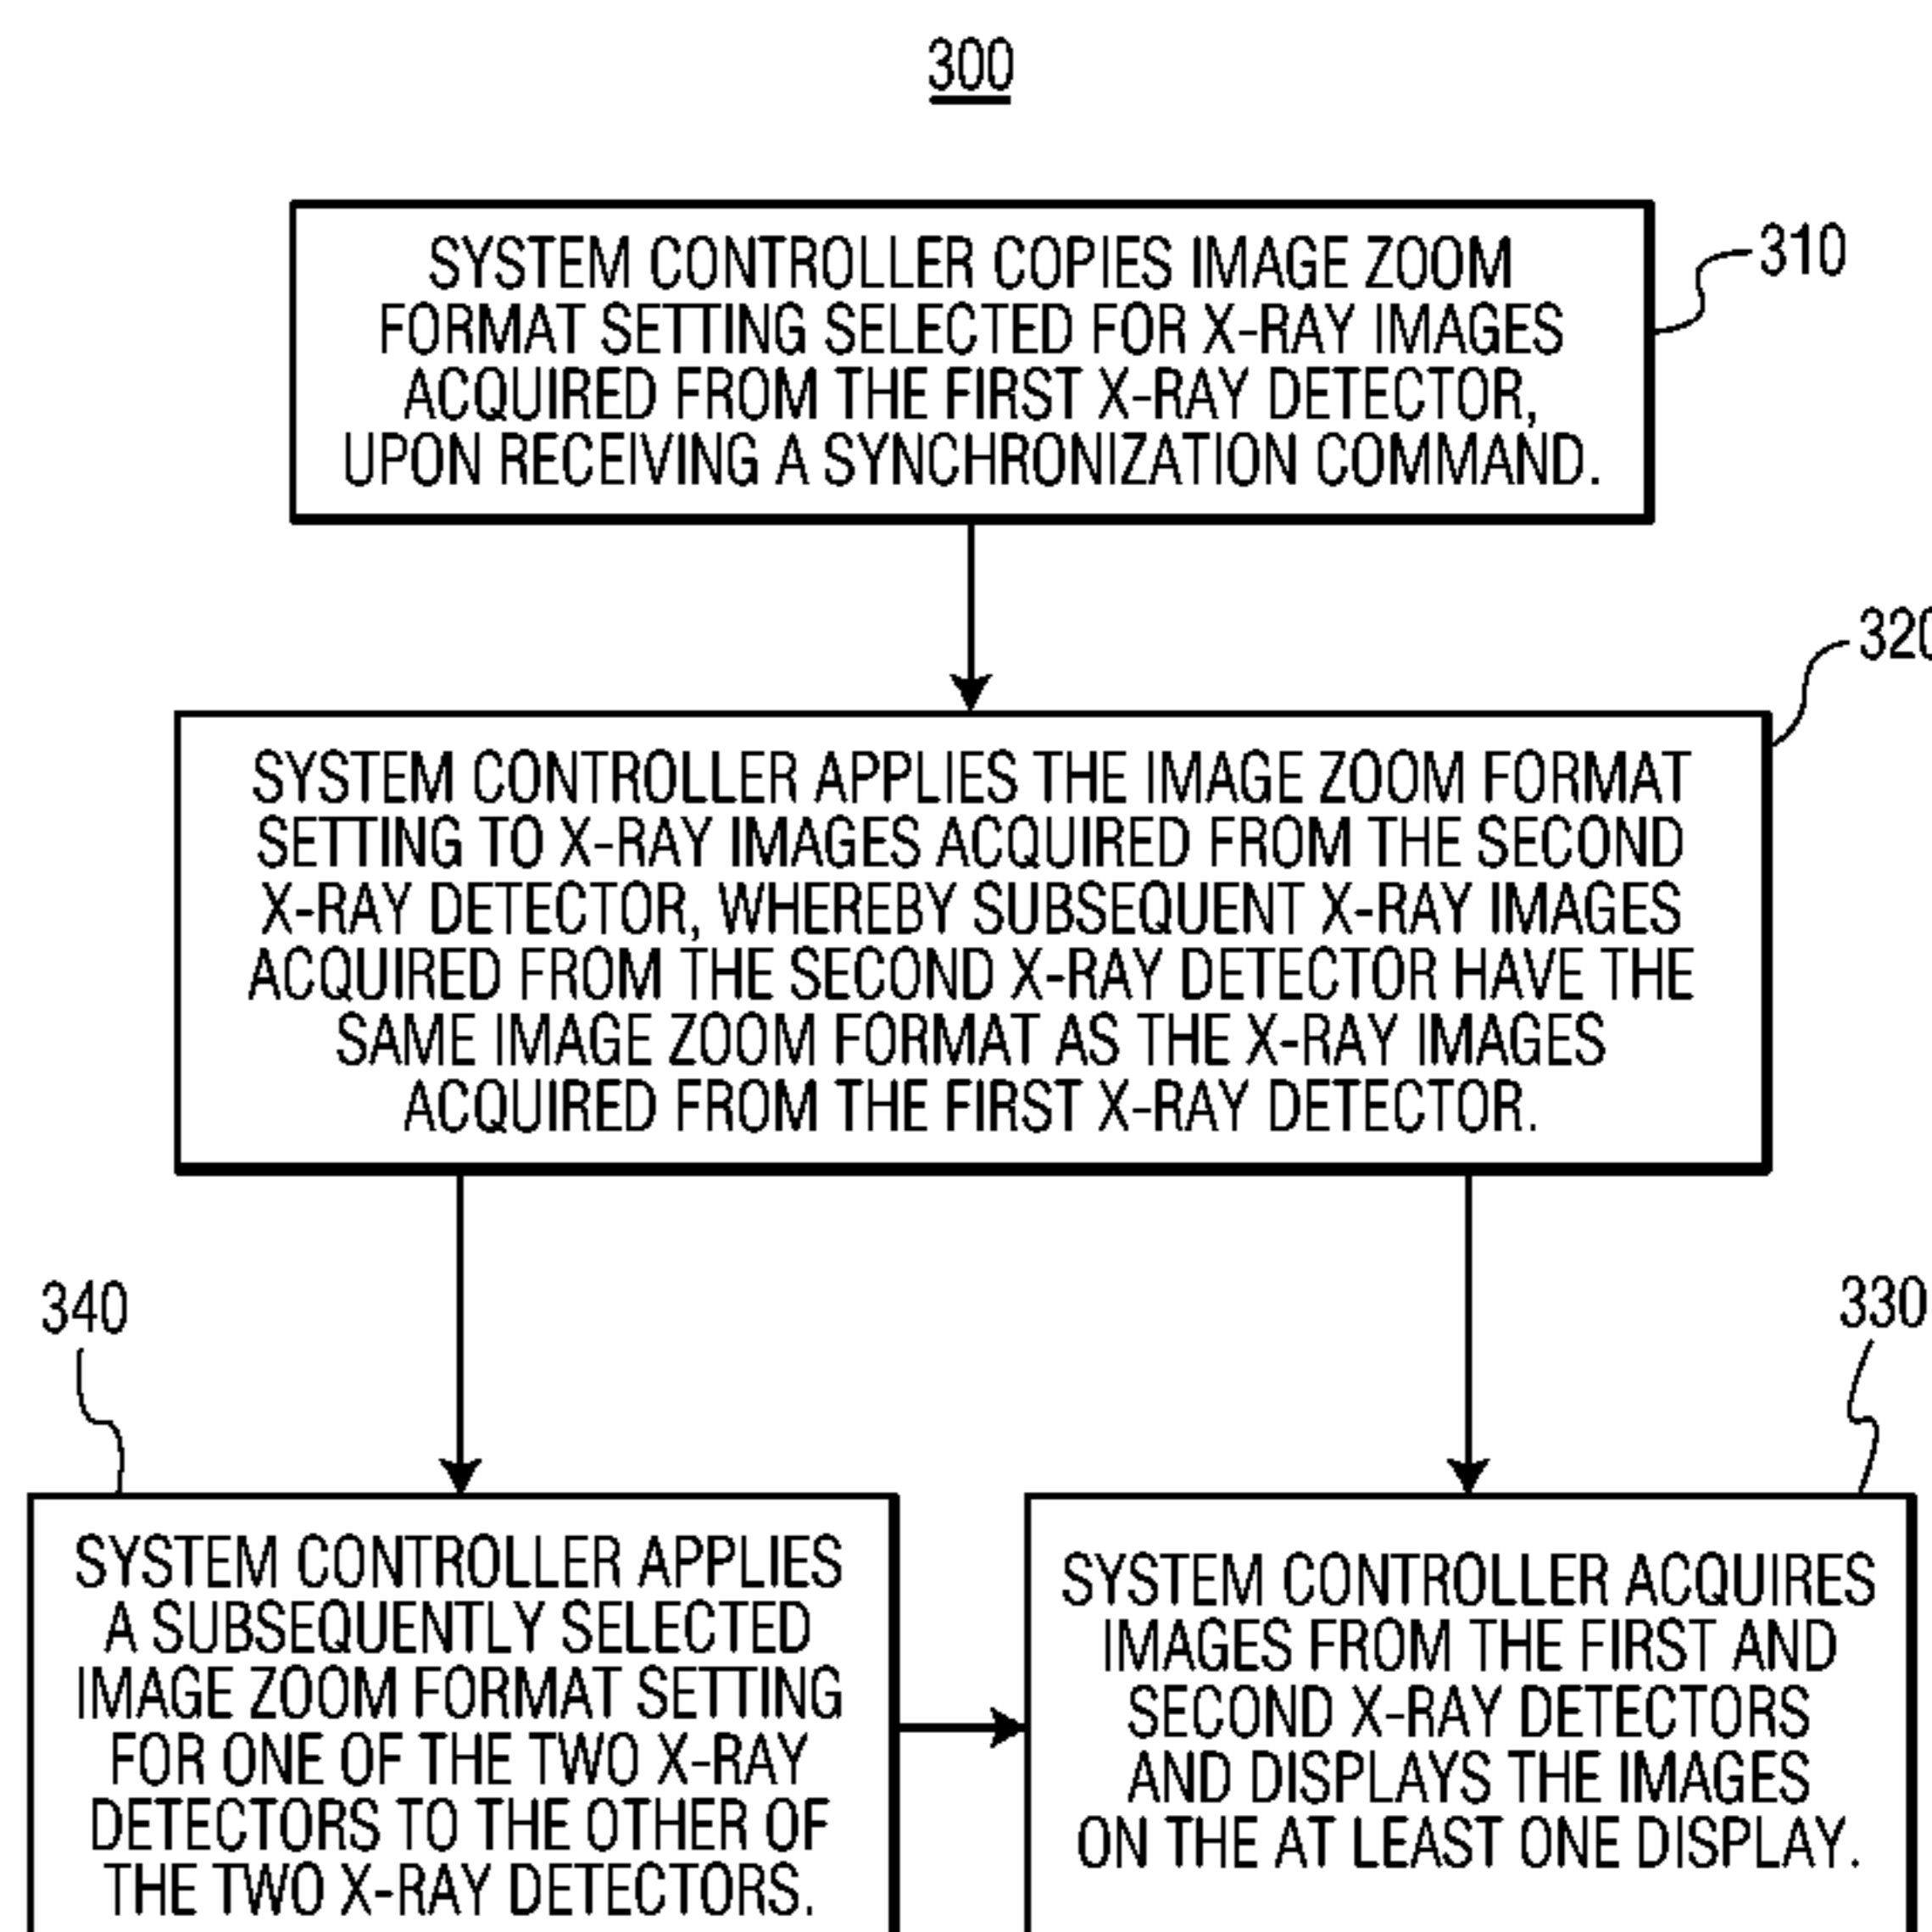 300
SYSTEM CONTROLLER COPIES IMAGE ZOOM
FORMAT SETTING SELECTED FOR X-RAY IMAGES
ACQUIRED FROM THE FIRST X-RAY DETECTOR,
UPON RECEIVING A SYNCHRONIZATION COMMAND.
310
320
SYSTEM CONTROLLER APPLIES THE IMAGE ZOOM FORMAT
SETTING TO X-RAY IMAGES ACQUIRED FROM THE SECOND
X-RAY DETECTOR, WHEREBY SUBSEQUENT X-RAY IMAGES
ACQUIRED FROM THE SECOND X-RAY DETECTOR HAVE THE
SAME IMAGE ZOOM FORMAT AS THE X-RAY IMAGES
ACQUIRED FROM THE FIRST X-RAY DETECTOR.
340
SYSTEM CONTROLLER APPLIES
A SUBSEQUENTLY SELECTED
IMAGE ZOOM FORMAT SETTING
FOR ONE OF THE TWO X-RAY
DETECTORS TO THE OTHER OF
THE TWO X-RAY DETECTORS.
330
SYSTEM CONTROLLER ACQUIRES
IMAGES FROM THE FIRST AND
SECOND X-RAY DETECTORS
AND DISPLAYS THE IMAGES
ON THE AT LEAST ONE DISPLAY.